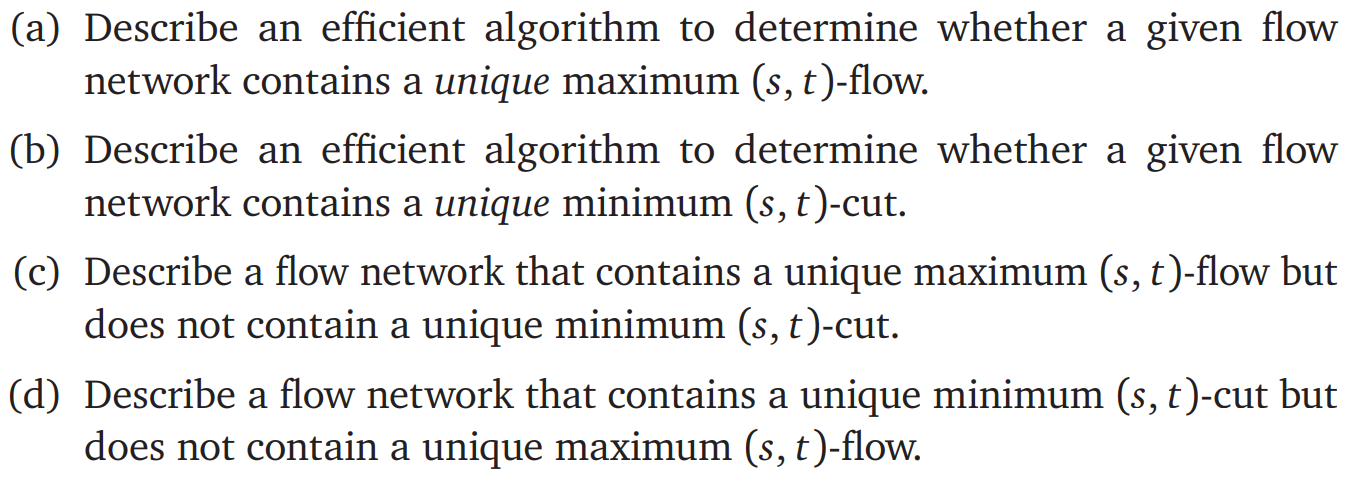 (a) Describe an efficient algorithm to determine whether a given flow
network contains a unique maximum (s, t)-flow.
(b) Describe an efficient algorithm to determine whether a given flow
network contains a unique minimum (s, t)-cut.
(c) Describe a flow network that contains a unique maximum (s, t)-flow but
does not contain a unique minimum (s, t)-cut.
(d) Describe a flow network that contains a unique minimum (s, t)-cut but
does not contain a unique maximum (s, t)-flow.